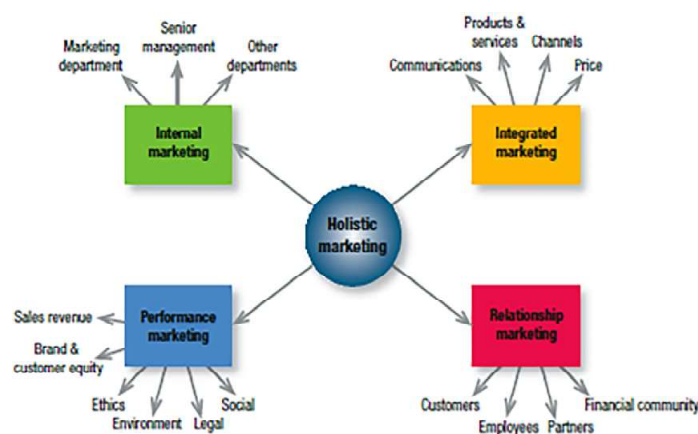 Senior
management
Marketing
department
Other
departments
Internal
marketing
Products &
services
Channels
Communications
Price
Integrated
marketing
Holistic
marketing
Sales revenue
Brand &
customer equity
Performance
marketing
Ethics
Environment
Legal
Social
Relationship
marketing
Customers
Employees
Partners
Financial community